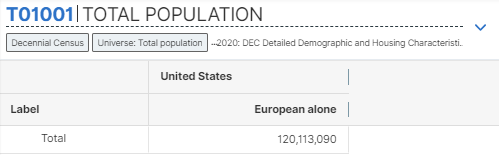 T01001 | TOTAL POPULATION
Decennial Census Universe: Total population ...2020: DEC Detailed Demographic and Housing Characteristi..
United States
Label European alone
Total 120,113,090